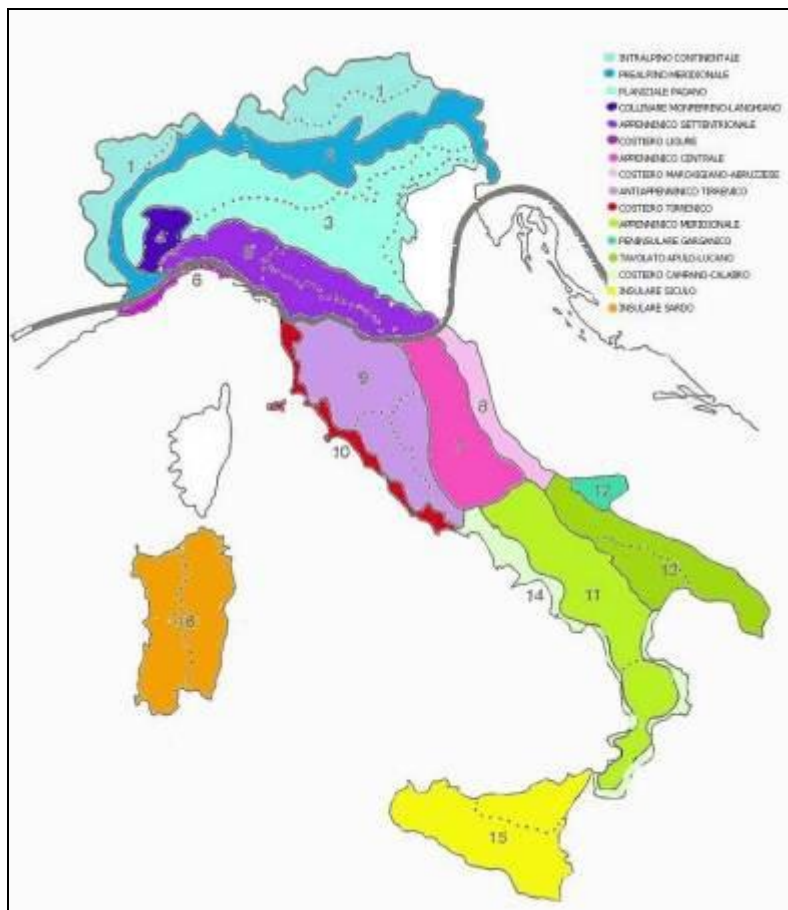 INTRALPINO CONTINENTALE
PREALPINO MERIDIONALE
PLANIZIALE PADANO
COLLINARE MONFERRINO-LANGHIANO
APPENNINICO SETTENTRIONALE
COSTIERO LIGURE
APPENNINICO CENTRALE
COSTIERO MARCHIGIANO-ABRUZZESE
ANTIAPPENNINICO TIRRENICO
COSTIERO TIRRENICO
APPENNINICO MERIDIONALE
PENINSULARE GARGANICO
TAVOLATO APULO-LUCANO
COSTIERO CAMPANO-CALABRO
INSULARE SICULO
INSULARE SARDO
1
1
3
4
5
6
9
8
10
12
13
14
11
16
15